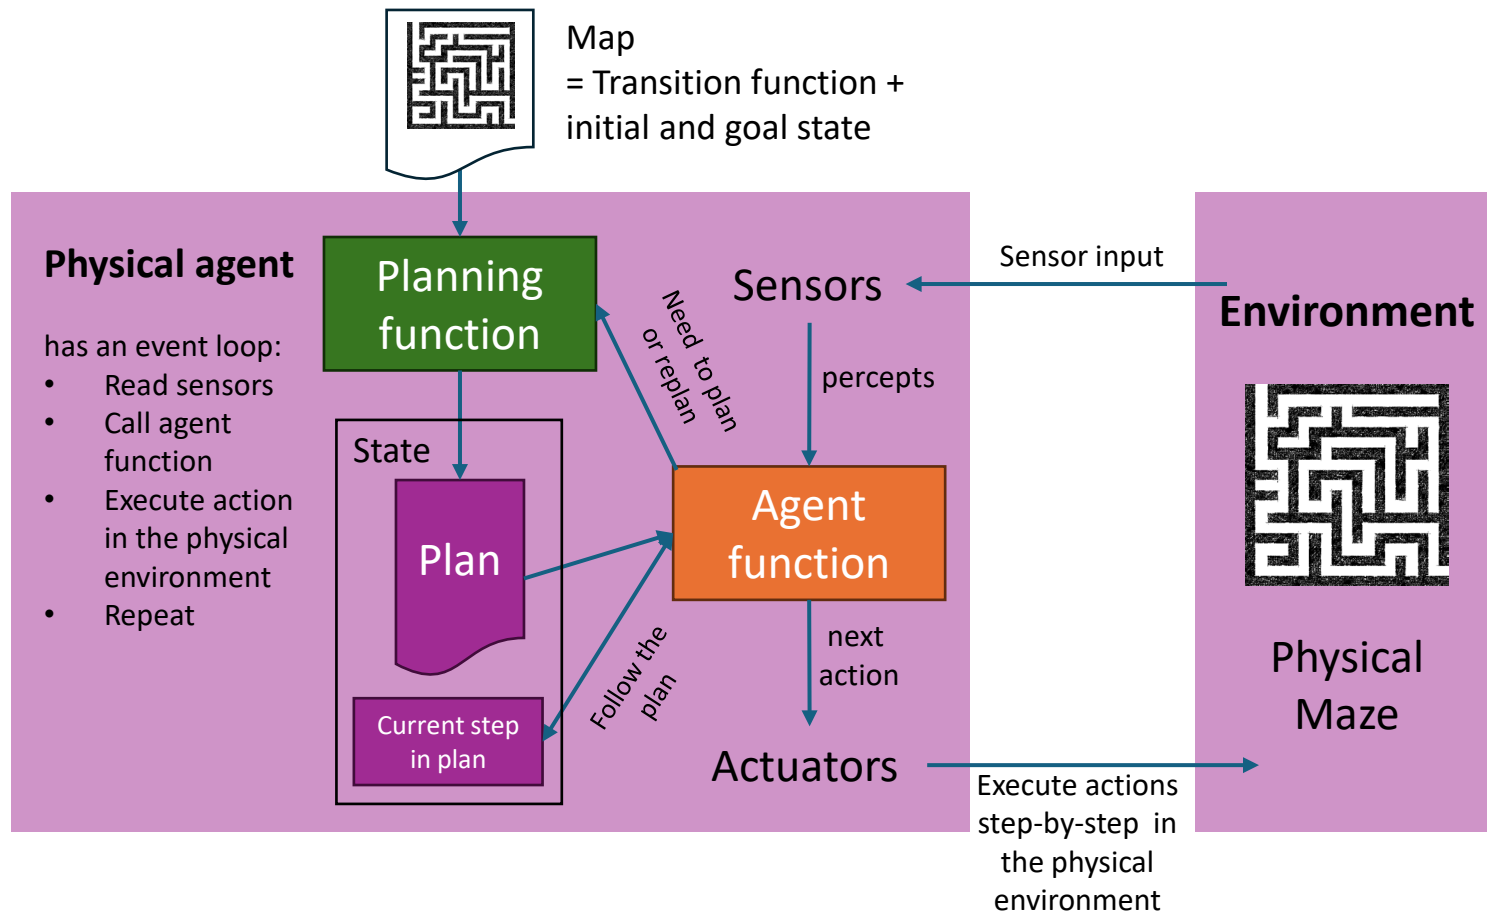 Map
= Transition function +
initial and goal state
Physical agent
has an event loop:
• Read sensors
• Call agent
function
• Execute action
in the physical
environment
• Repeat
Planning
function
Need to plan
or replan
State
Plan
Current step
in plan
Follow the
plan
Sensors
percepts
Agent
function
next
action
Actuators
Sensor input
Execute actions
step-by-step in
the physical
environment
Environment
Physical
Maze